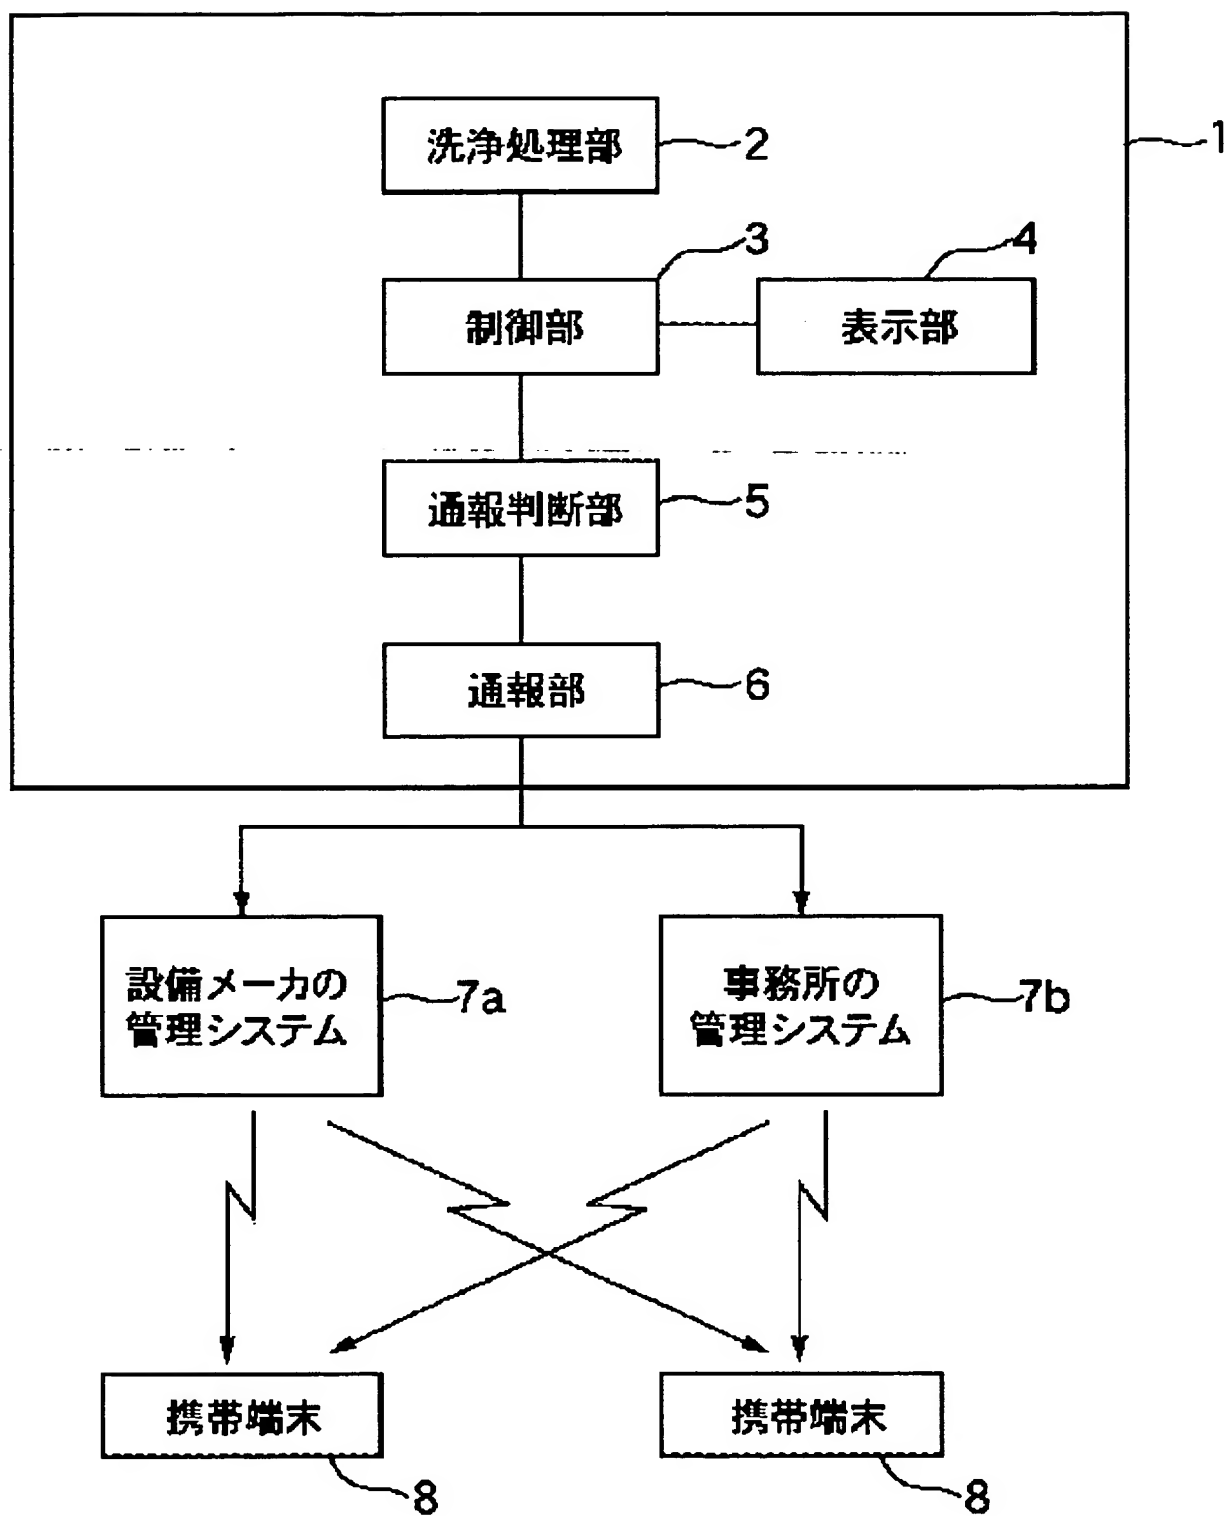 1
洗浄処理部
2
制御部
3
表示部
4
通報判断部
5
通報部
6
設備メーカの
管理システム
7a
事務所の
管理システム
7b
携帯端末
8
携帯端末
8